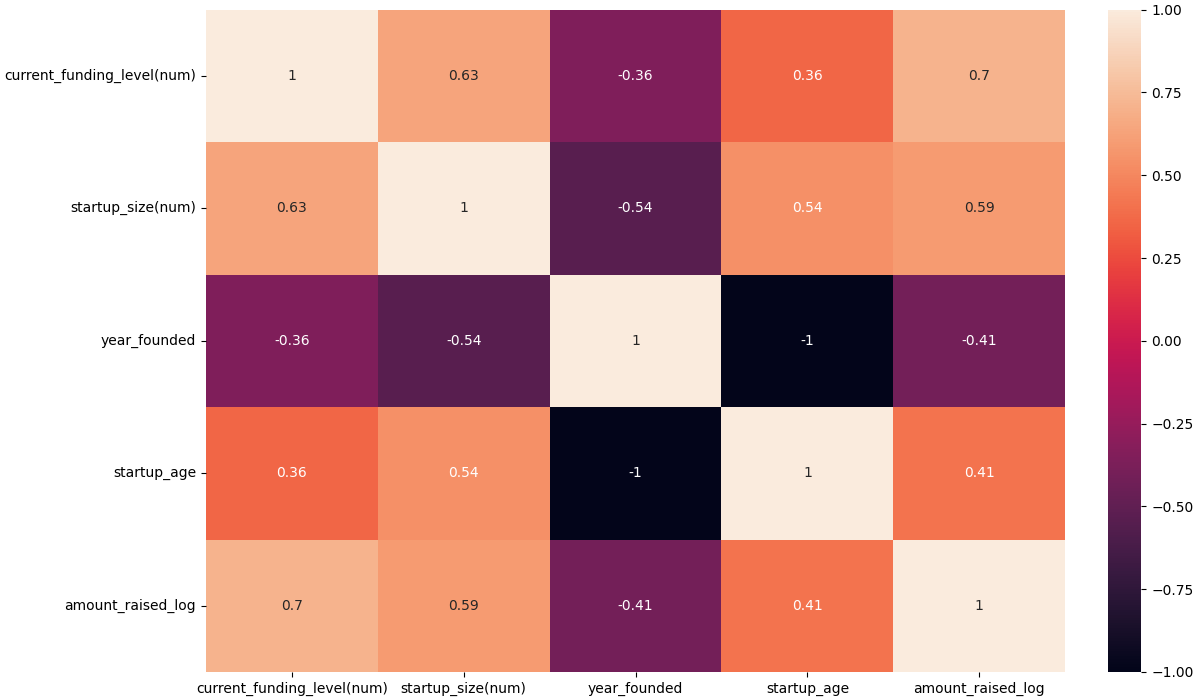 current_funding_level(num) 1 0.63 -0.36 0.36 0.7
startup_size(num) 0.63 1 -0.54 0.54 0.59
year_founded -0.36 -0.54 1 -1 -0.41
startup_age 0.36 0.54 -1 1 0.41
amount_raised_log 0.7 0.59 -0.41 0.41 1
current_funding_level(num) startup_size(num) year_founded startup_age amount_raised_log
1.00
0.75
0.50
0.25
0.00
−0.25
−0.50
−0.75
−1.00